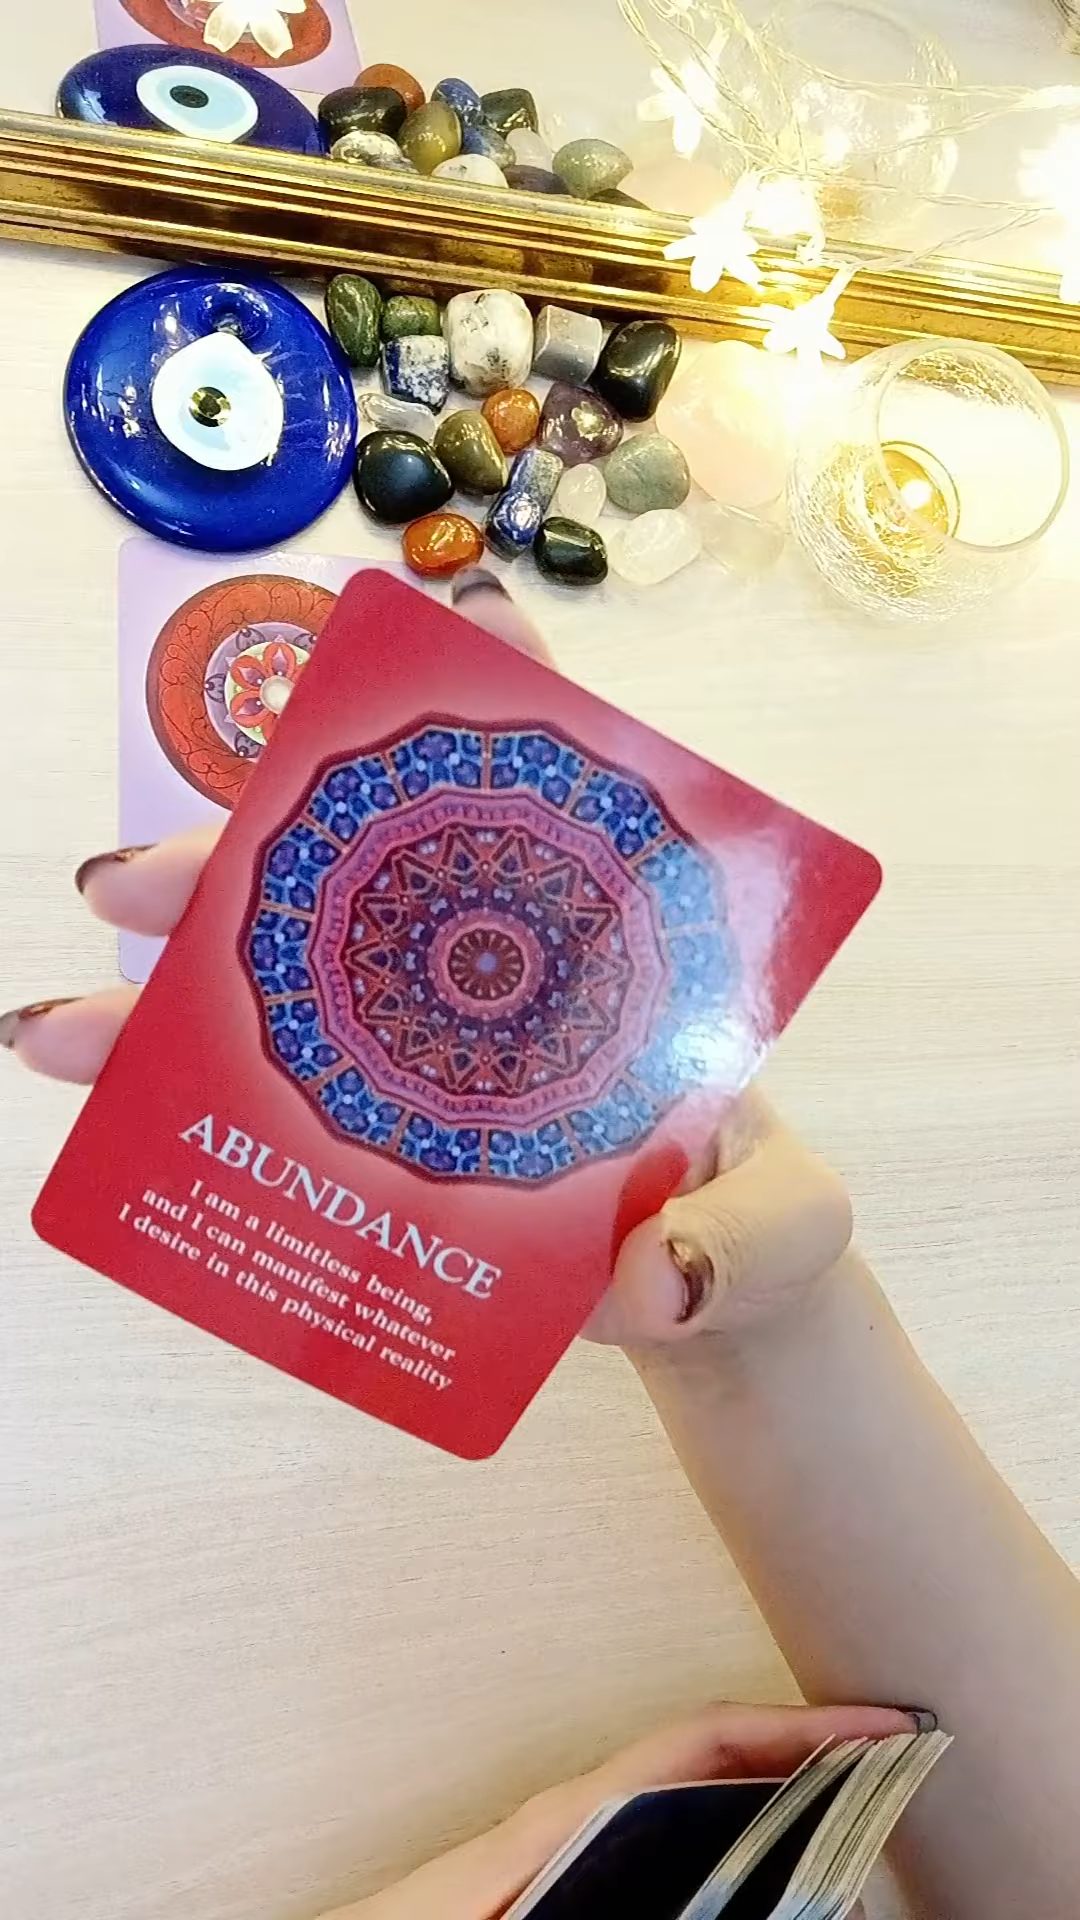 ABUNDANCE
I am a limitless being,
and I can manifest whatever
I desire in this physical reality